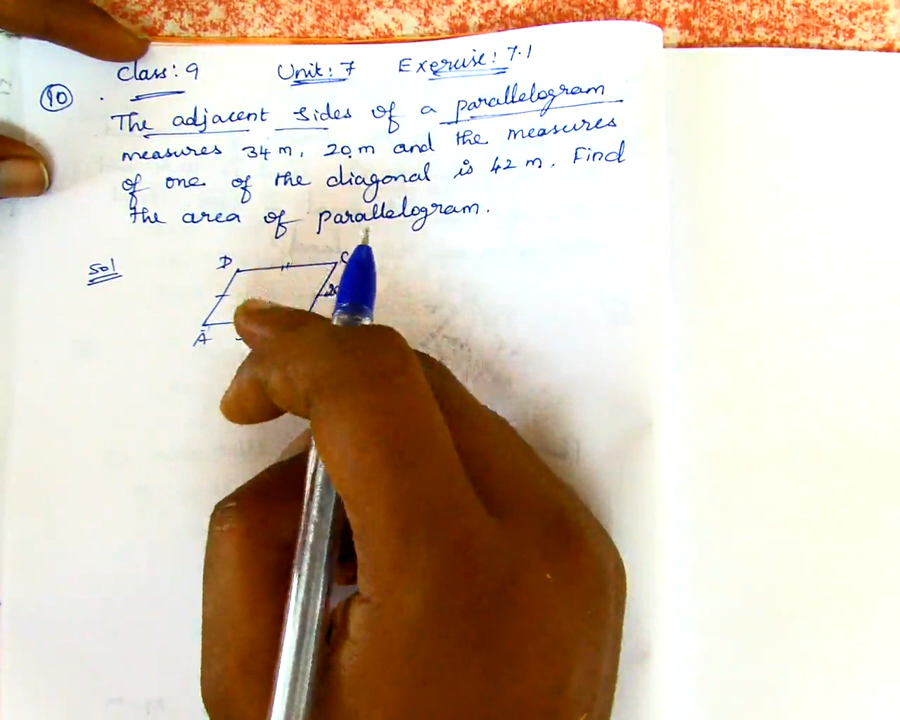 Class: 9 Unit: 7 Exercise: 7.1
10 The adjacent sides of a parallelogram
measures 34 m, 20 m and the measures
of one of the diagonal is 42 m. Find
the area of parallelogram.
Sol
D C
A